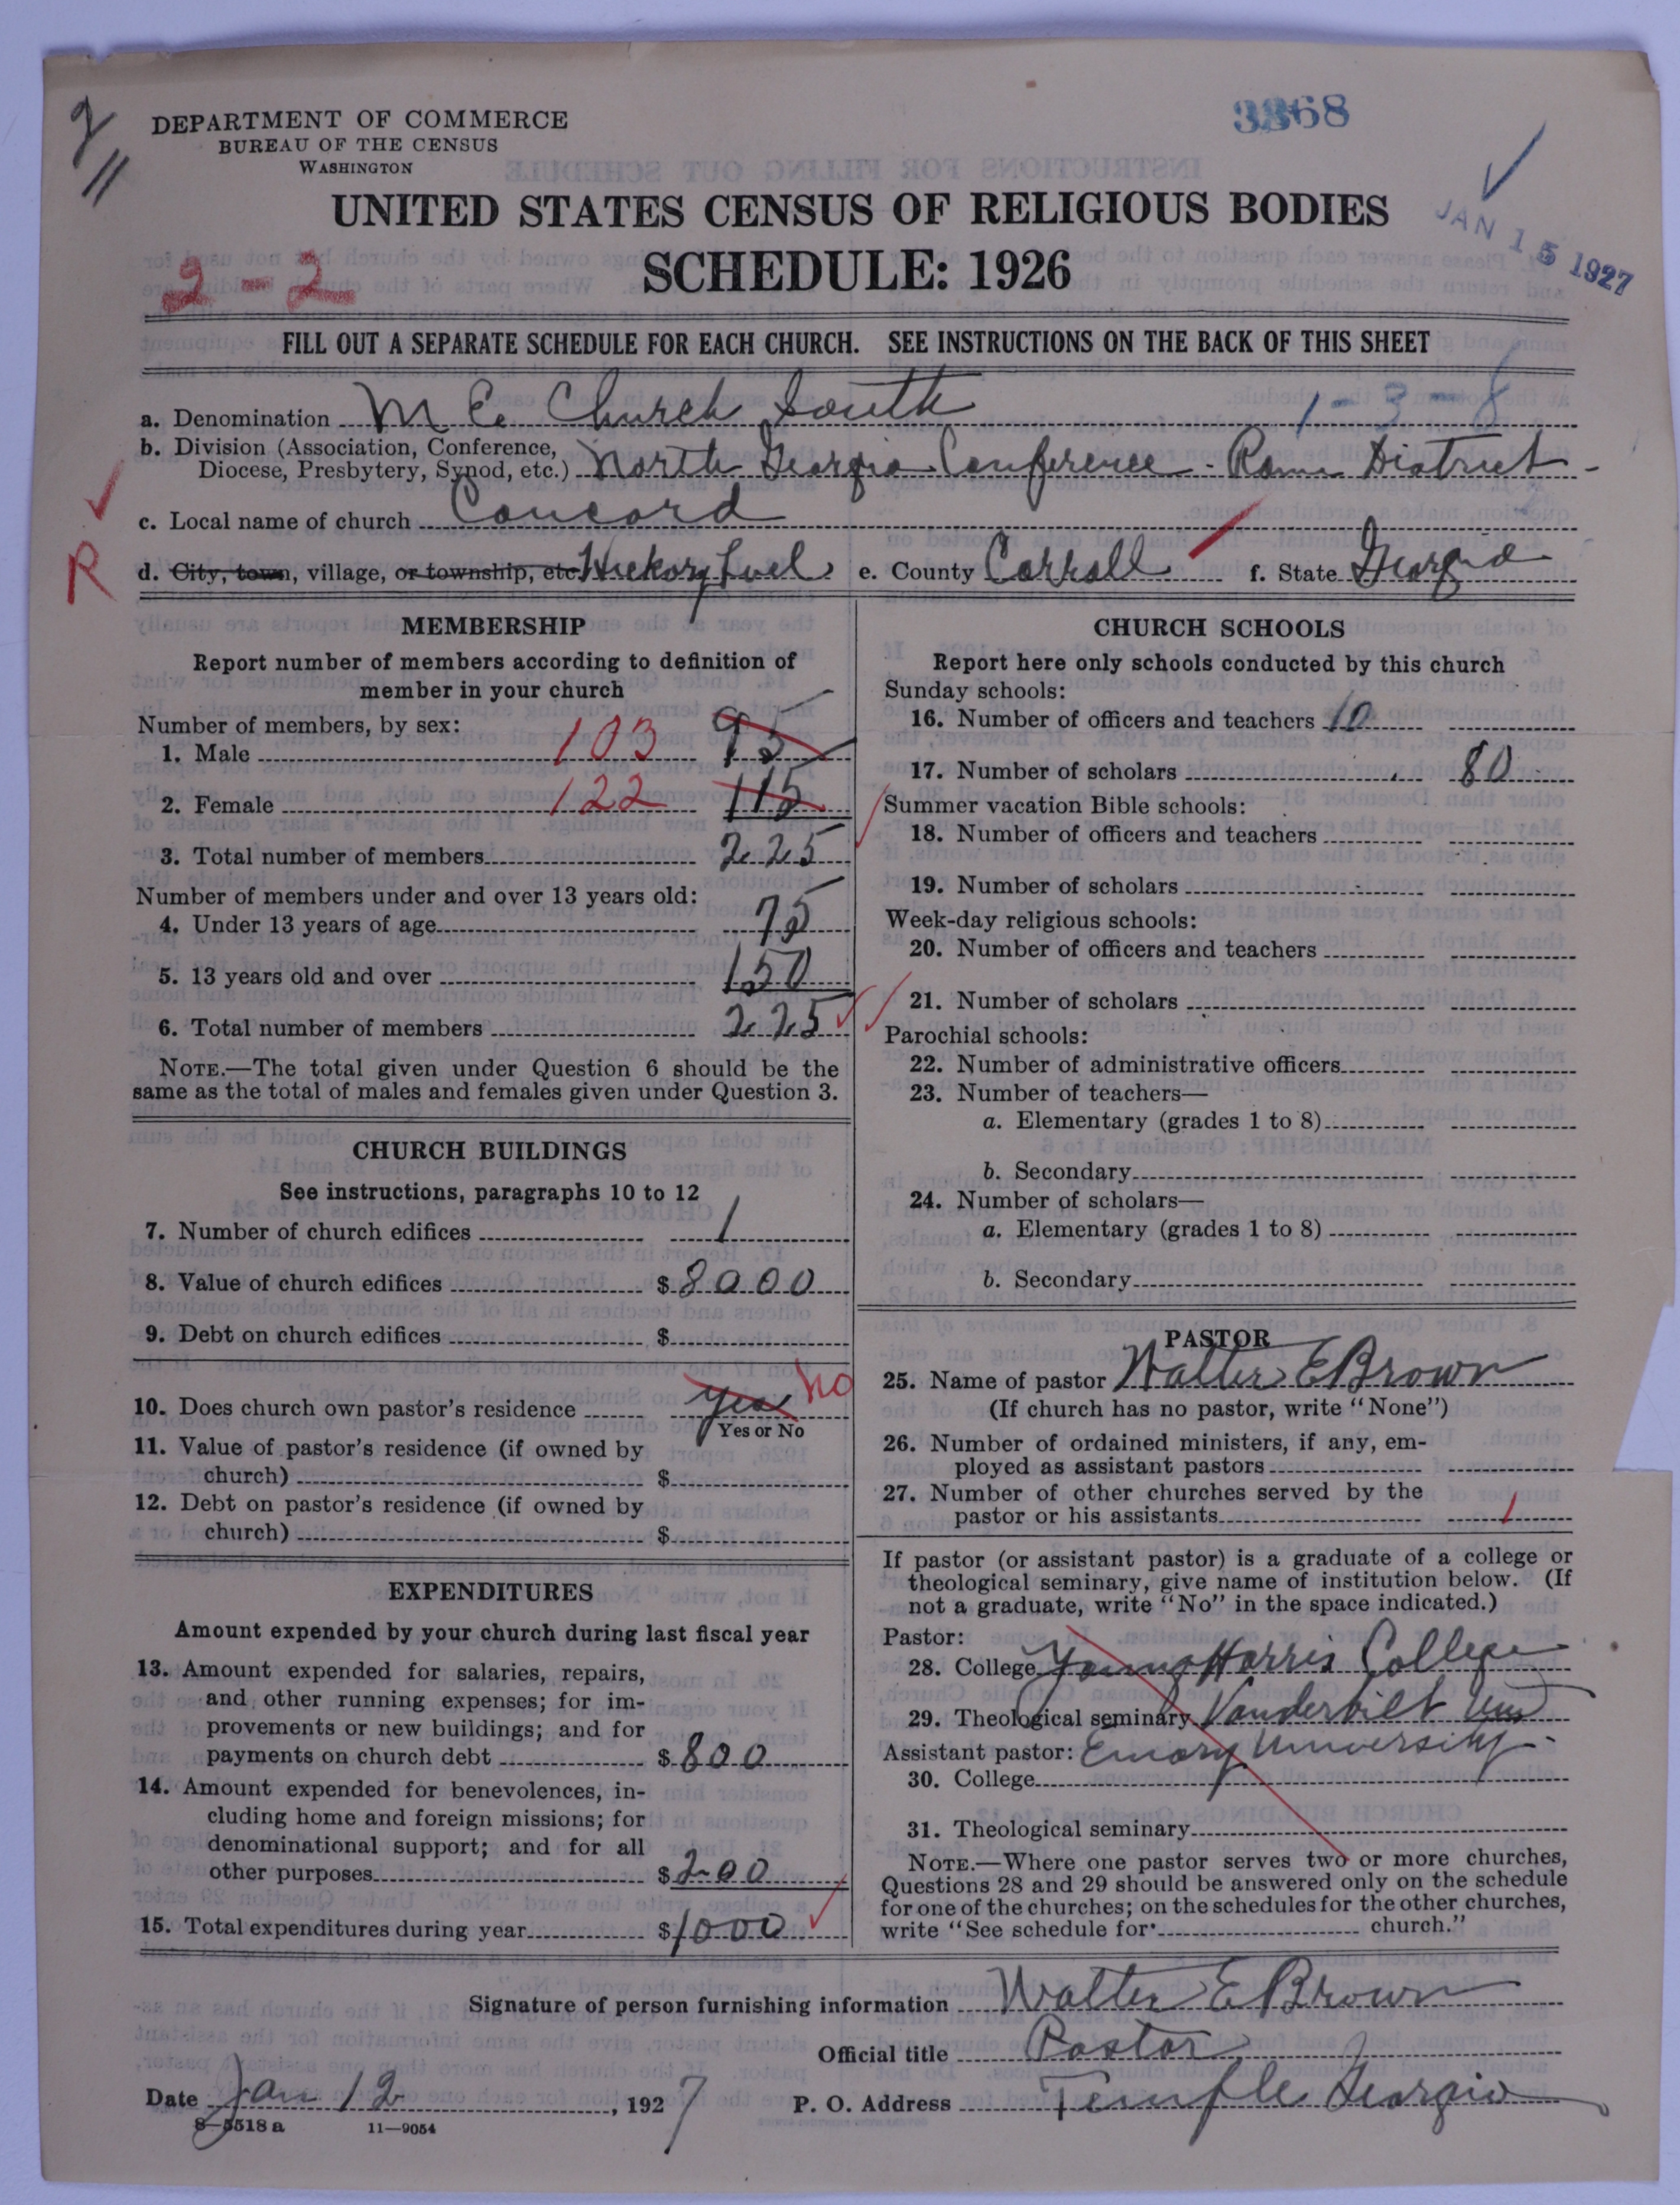 2
11
DEPARTMENT OF COMMERCE
BUREAU OF THE CENSUS
WASHINGTON
3368
JAN 15 1927
UNITED STATES CENSUS OF RELIGIOUS BODIES
SCHEDULE: 1926
2-2
FILL OUT A SEPARATE SCHEDULE FOR EACH CHURCH. SEE INSTRUCTIONS ON THE BACK OF THIS SHEET
a. Denomination M E. Church South 1-3-8
b. Division (Association, Conference,
Diocese, Presbytery, Synod, etc.) North Georgia Conference - Rome District -
c. Local name of church Concord
R
d. City, town, village, or township, etc. Hickory Level e. County Carroll f. State Georgia
MEMBERSHIP
Report number of members according to definition of
member in your church
Number of members, by sex:
1. Male 103 95
2. Female 122 115
3. Total number of members 225
Number of members under and over 13 years old:
4. Under 13 years of age 75
5. 13 years old and over 150
6. Total number of members 225
NOTE.—The total given under Question 6 should be the
same as the total of males and females given under Question 3.
CHURCH BUILDINGS
See instructions, paragraphs 10 to 12
7. Number of church edifices 1
8. Value of church edifices $ 8000
9. Debt on church edifices $
10. Does church own pastor's residence Yes No
Yes or No
11. Value of pastor's residence (if owned by
church) $
12. Debt on pastor's residence (if owned by
church) $
EXPENDITURES
Amount expended by your church during last fiscal year
13. Amount expended for salaries, repairs,
and other running expenses; for im-
provements or new buildings; and for
payments on church debt $ 800
14. Amount expended for benevolences, in-
cluding home and foreign missions; for
denominational support; and for all
other purposes $ 200
15. Total expenditures during year $ 1000
CHURCH SCHOOLS
Report here only schools conducted by this church
Sunday schools:
16. Number of officers and teachers 10
17. Number of scholars 80
Summer vacation Bible schools:
18. Number of officers and teachers
19. Number of scholars
Week-day religious schools:
20. Number of officers and teachers
21. Number of scholars
Parochial schools:
22. Number of administrative officers
23. Number of teachers—
a. Elementary (grades 1 to 8)
b. Secondary
24. Number of scholars—
a. Elementary (grades 1 to 8)
b. Secondary
PASTOR
25. Name of pastor Walter E Brown
(If church has no pastor, write "None")
26. Number of ordained ministers, if any, em-
ployed as assistant pastors
27. Number of other churches served by the
pastor or his assistants 1
If pastor (or assistant pastor) is a graduate of a college or
theological seminary, give name of institution below. (If
not a graduate, write "No" in the space indicated.)
Pastor:
28. College Young Harris College
29. Theological seminary Vanderbilt Uni
Assistant pastor: Emory University
30. College
31. Theological seminary
NOTE.—Where one pastor serves two or more churches,
Questions 28 and 29 should be answered only on the schedule
for one of the churches; on the schedules for the other churches,
write "See schedule for church."
Signature of person furnishing information Walter E Brown
Official title Pastor
Date Jan 12, 1927 P. O. Address Temple Georgia
8-5518 a 11-9054